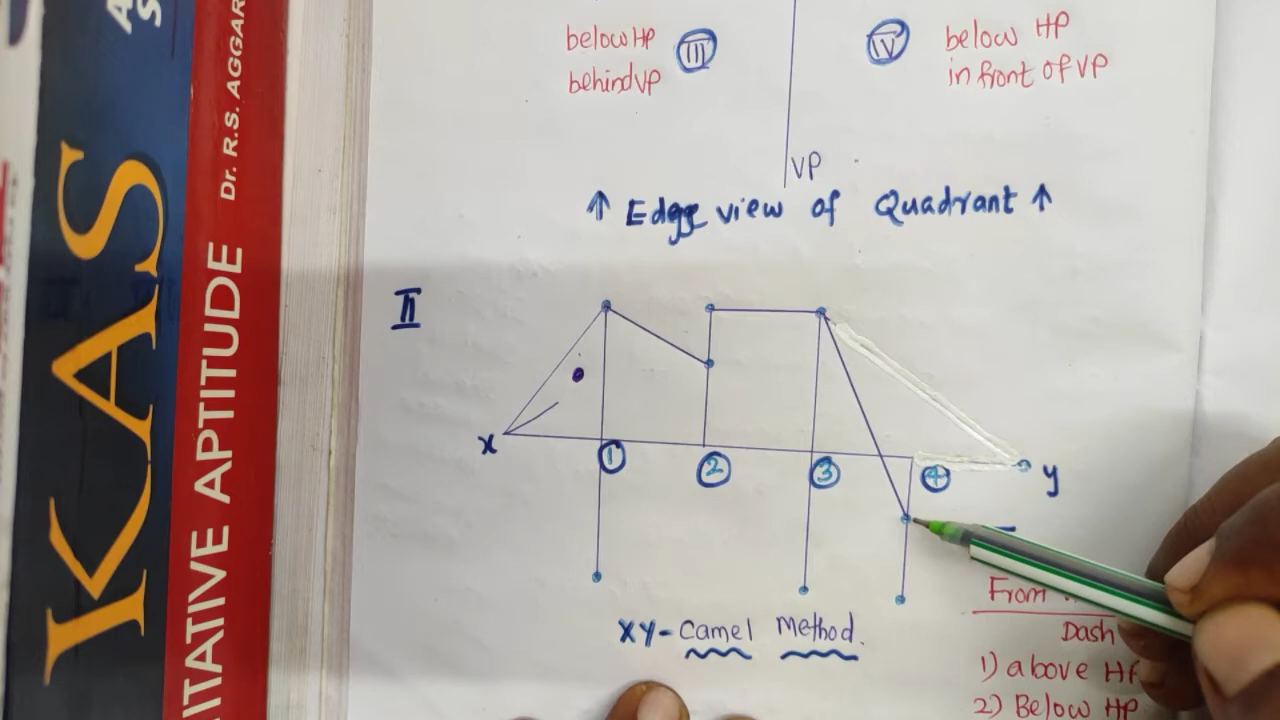 KAS
ITATIVE APTITUDE Dr. R.S. AGGAR
below HP
behind VP
III
IV
below HP
in front of VP
VP
↑ Edge view of Quadrant ↑
II
x
1
2
3
4
y
XY-Camel Method.
From
Dash
1) above HP
2) Below HP